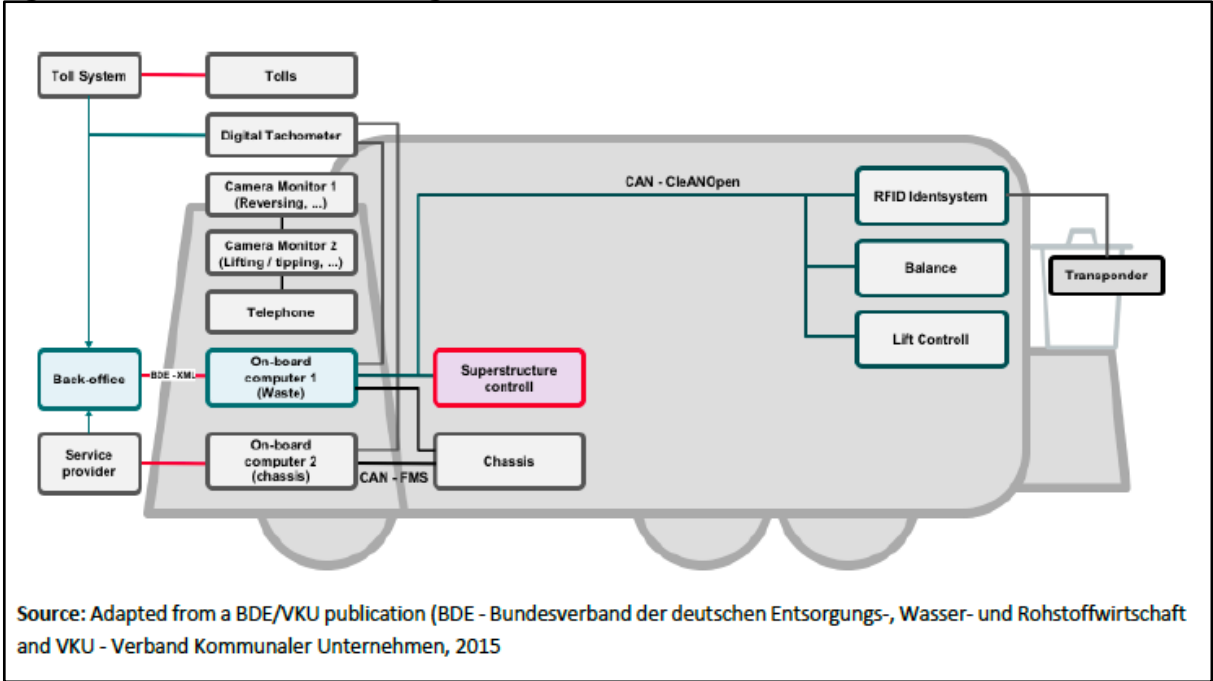 Toll System
Tolls
Digital Tachometer
Camera Monitor 1
(Reversing, ...)
Camera Monitor 2
(Lifting / tipping, ...)
Telephone
Back-office
BDE - XML
On-board
computer 1
(Waste)
Superstructure
controll
Service
provider
On-board
computer 2
(chassis)
CAN - FMS
Chassis
CAN - CleANOpen
RFID Identsystem
Balance
Lift Controll
Transponder
Source: Adapted from a BDE/VKU publication (BDE - Bundesverband der deutschen Entsorgungs-, Wasser- und Rohstoffwirtschaft
and VKU - Verband Kommunaler Unternehmen, 2015